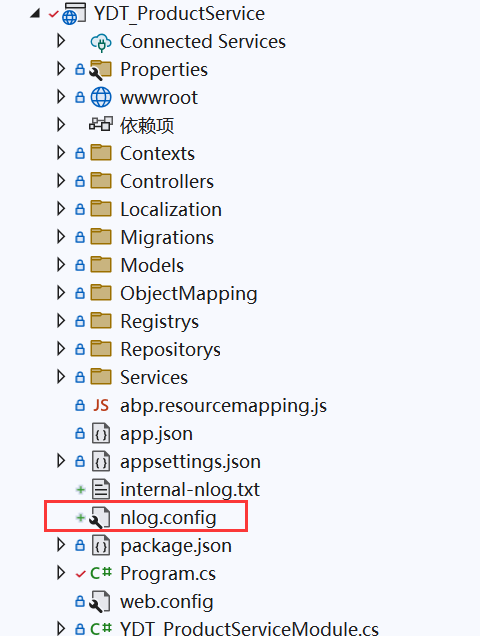 YDT_ProductService
Connected Services
Properties
wwwroot
依赖项
Contexts
Controllers
Localization
Migrations
Models
ObjectMapping
Registrys
Repositorys
Services
JS abp.resourcemapping.js
app.json
appsettings.json
internal-nlog.txt
nlog.config
package.json
C# Program.cs
web.config
C# YDT_ProductServiceModule.cs